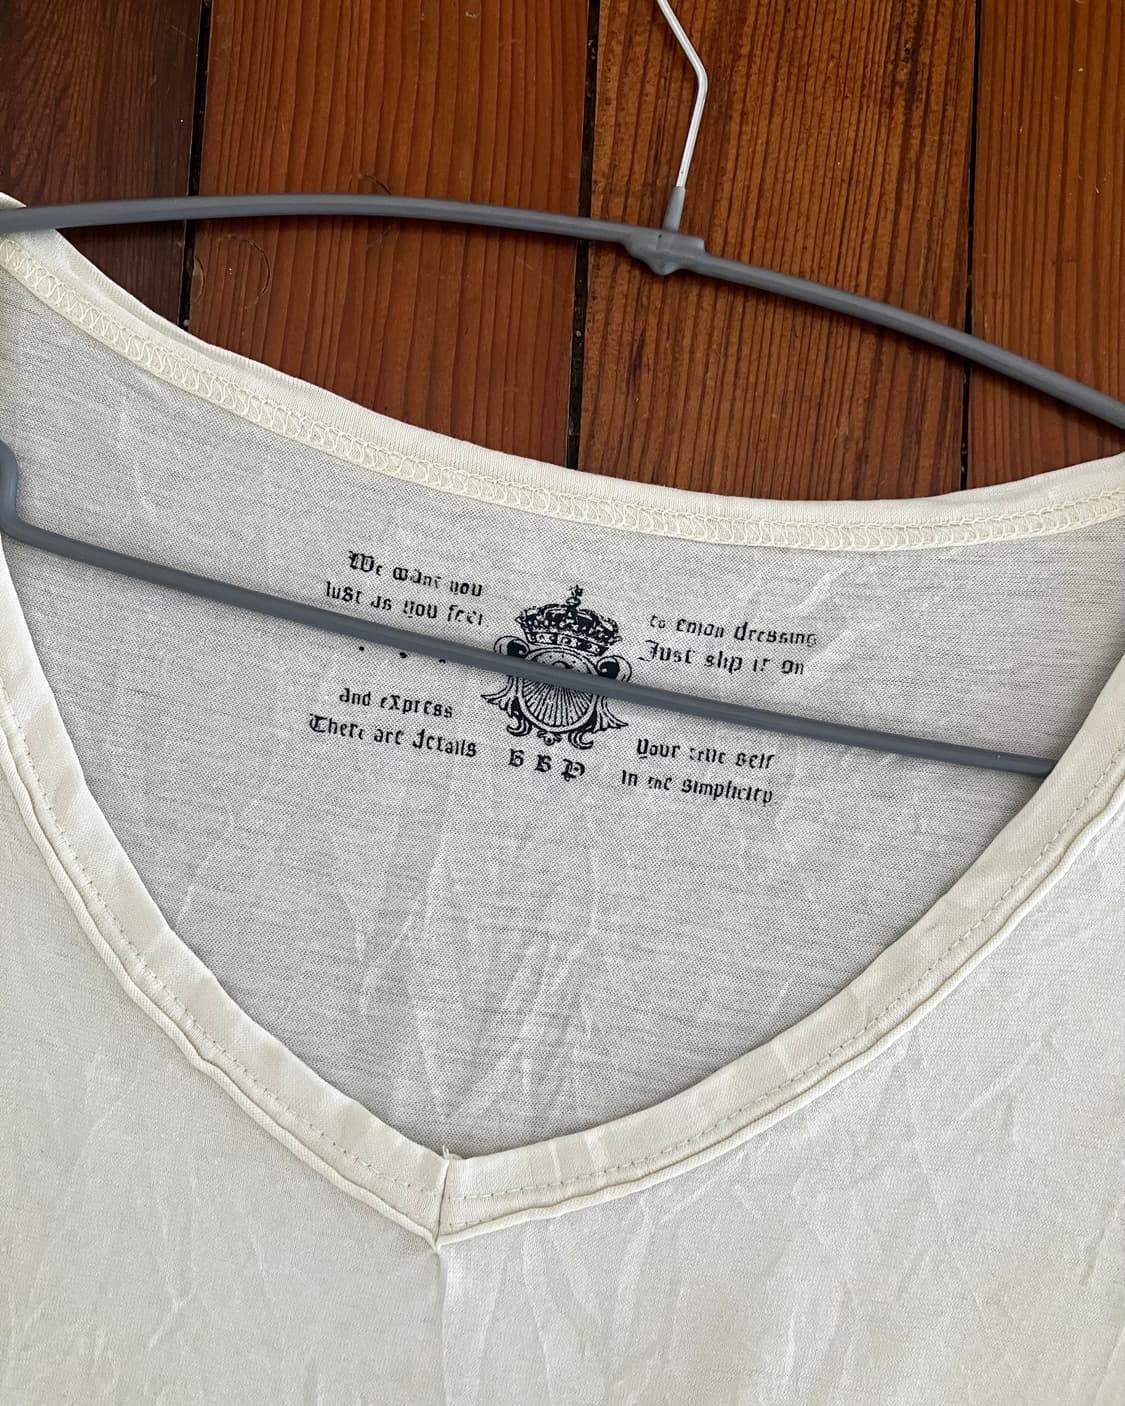 We want you
to enjoy dressing
Just as you feel
Just slip it on
and express
your true self
There are details
in the simplicity